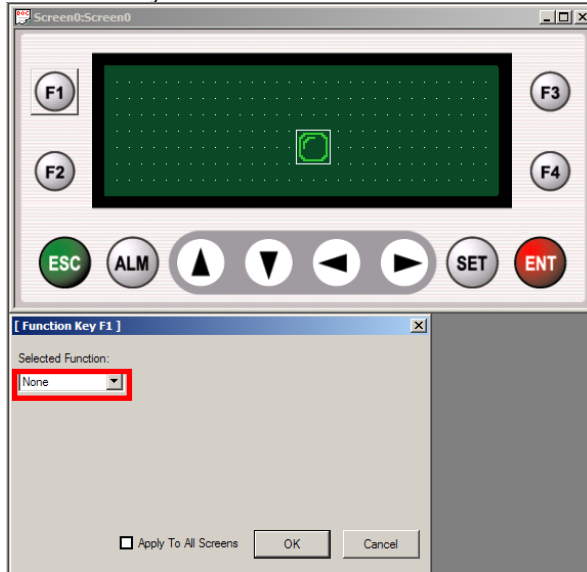 Screen0:Screen0
F1
F3
F2
F4
ESC
ALM
SET
ENT
[ Function Key F1 ]
Selected Function:
None
Apply To All Screens
OK
Cancel